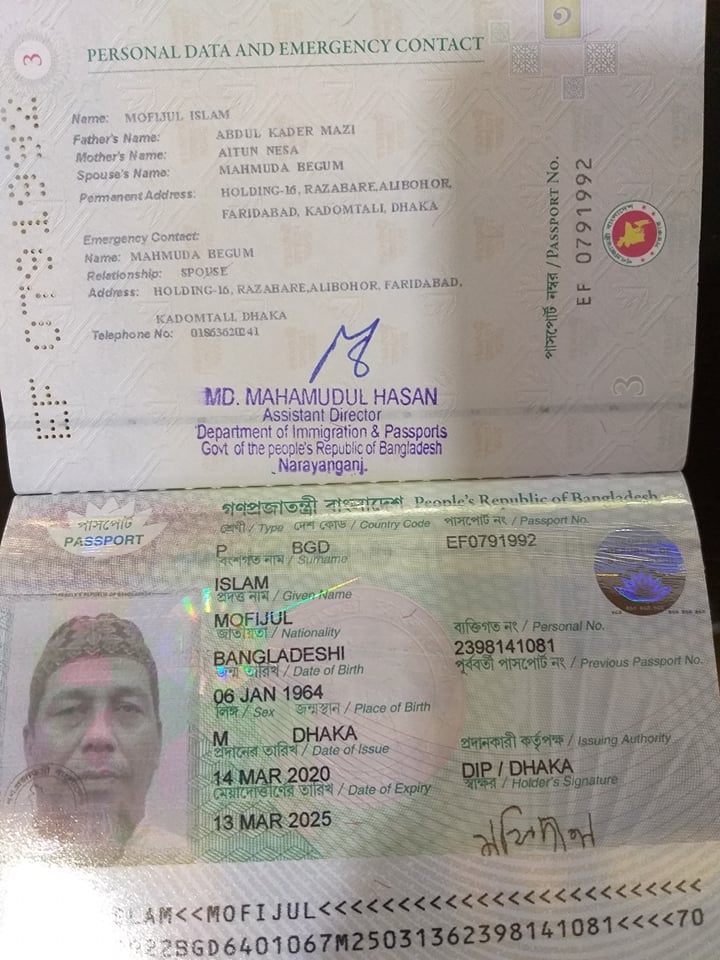 3
PERSONAL DATA AND EMERGENCY CONTACT
Name: MOFIJUL ISLAM
Father's Name: ABDUL KADER MAZI
Mother's Name: AITUN NESA
Spouse's Name: MAHMUDA BEGUM
Permanent Address: HOLDING-16, RAZABARE,ALIBOHOR,
FARIDABAD, KADOMTALI, DHAKA
Emergency Contact:
Name: MAHMUDA BEGUM
Relationship: SPOUSE
Address: HOLDING-16, RAZABARE,ALIBOHOR, FARIDABAD,
KADOMTALI DHAKA
Telephone No: 01863620241
MD. MAHAMUDUL HASAN
Assistant Director
Department of Immigration & Passports
Govt of the people's Republic of Bangladesh
Narayanganj.
পাসপোর্ট নম্বর / PASSPORT NO.
EF 0791992
3
EF 0791992
গণপ্রজাতন্ত্রী বাংলাদেশ People's Republic of Bangladesh
পাসপোর্ট
PASSPORT
শ্রেণী / Type দেশ কোড / Country Code পাসপোর্ট নং / Passport No.
P BGD EF0791992
বংশগত নাম / Surname
ISLAM
প্রদত্ত নাম / Given Name
MOFIJUL
জাতীয়তা / Nationality ব্যক্তিগত নং / Personal No.
BANGLADESHI 2398141081
জন্ম তারিখ / Date of Birth পূর্ববর্তী পাসপোর্ট নং / Previous Passport No.
06 JAN 1964
লিঙ্গ / Sex জন্মস্থান / Place of Birth
M DHAKA
প্রদানের তারিখ / Date of Issue প্রদানকারী কর্তৃপক্ষ / Issuing Authority
14 MAR 2020 DIP / DHAKA
মেয়াদোত্তীর্ণের তারিখ / Date of Expiry স্বাক্ষর / Holder's Signature
13 MAR 2025
মফিজুল
LAM<<MOFIJUL<<<<<<<<<<<<<<<<<<<<<<<<<<
922BGD6401067M25031362398141081<<<<70